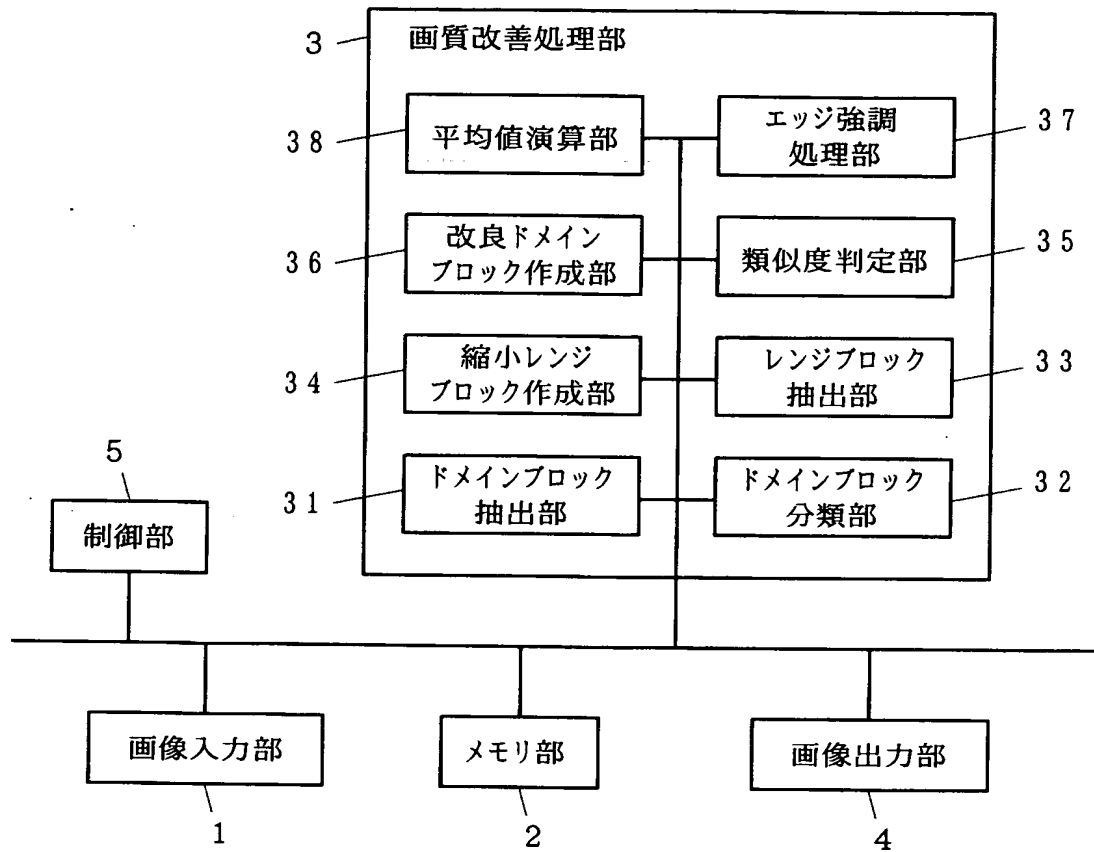 3
画質改善処理部
38
平均値演算部
エッジ強調
処理部
37
36
改良ドメイン
ブロック作成部
類似度判定部
35
34
縮小レンジ
ブロック作成部
レンジブロック
抽出部
33
31
ドメインブロック
抽出部
ドメインブロック
分類部
32
5
制御部
画像入力部
メモリ部
画像出力部
1
2
4